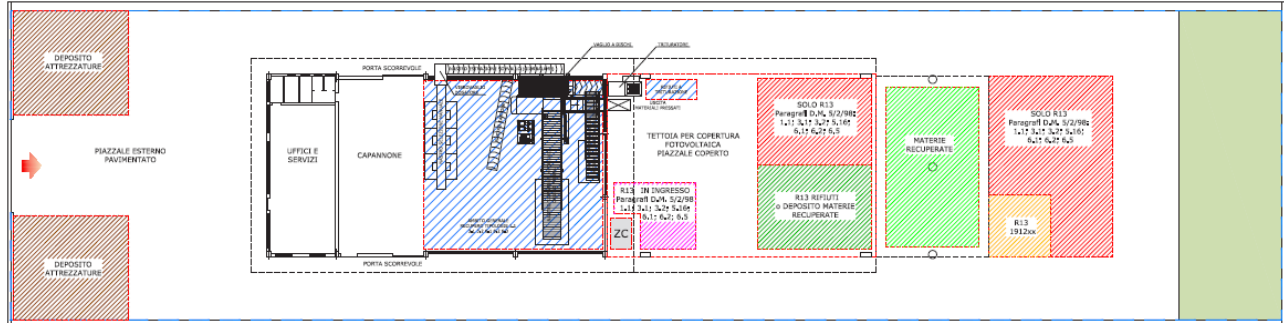 DEPOSITO
ATTREZZATURE
PIAZZALE ESTERNO
PAVIMENTATO
DEPOSITO
ATTREZZATURE
PORTA SCORREVOLE
UFFICI E
SERVIZI
CAPANNONE
PORTA SCORREVOLE
VAGLIO A DISCHI
TRITURATORE
USCITA
MATERIALI PRESSATI
TETTOIA PER COPERTURA
FOTOVOLTAICA
PIAZZALE COPERTO
R13 IN INGRESSO
Paragrafi D.M. 5/2/98
1.1; 3.1; 3.2; 5.16;
6.1; 6.2; 6.5
ZC
SOLO R13
Paragrafi D.M. 5/2/98:
1.1; 3.1; 3.2; 5.16;
6.1; 6.2; 6.5
R13 RIFIUTI
o DEPOSITO MATERIE
RECUPERATE
MATERIE
RECUPERATE
SOLO R13
Paragrafi D.M. 5/2/98:
1.1; 3.1; 3.2; 5.16;
6.1; 6.2; 6.5
R13
1912xx